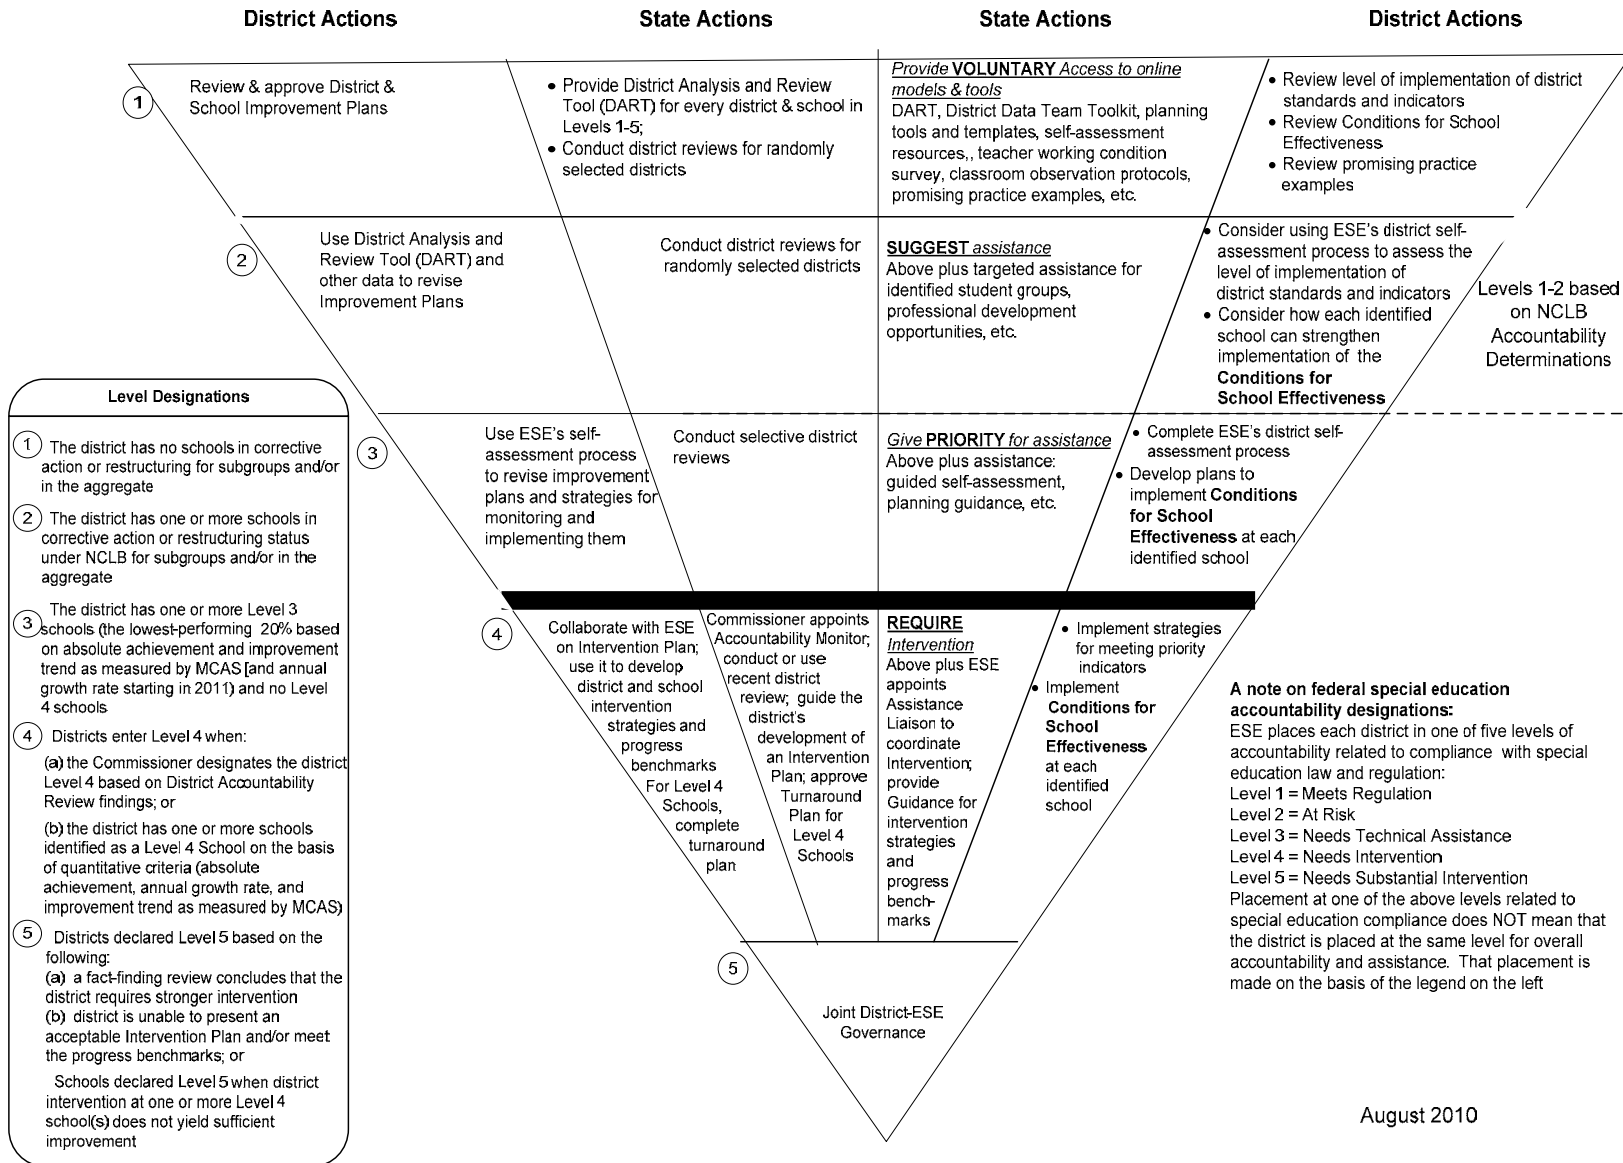 District Actions
State Actions
State Actions
District Actions
1
Review & approve District &
School Improvement Plans
• Provide District Analysis and Review
Tool (DART) for every district & school in
Levels 1-5;
• Conduct district reviews for randomly
selected districts
Provide VOLUNTARY Access to online
models & tools
DART, District Data Team Toolkit, planning
tools and templates, self-assessment
resources,, teacher working condition
survey, classroom observation protocols,
promising practice examples, etc.
• Review level of implementation of district
standards and indicators
• Review Conditions for School
Effectiveness
• Review promising practice
examples
2
Use District Analysis and
Review Tool (DART) and
other data to revise
Improvement Plans
Conduct district reviews for
randomly selected districts
SUGGEST assistance
Above plus targeted assistance for
identified student groups,
professional development
opportunities, etc.
• Consider using ESE's district self-
assessment process to assess the
level of implementation of
district standards and indicators
• Consider how each identified
school can strengthen
implementation of the
Conditions for
School Effectiveness
Levels 1-2 based
on NCLB
Accountability
Determinations
3
Use ESE's self-
assessment process
to revise improvement
plans and strategies for
monitoring and
implementing them
Conduct selective district
reviews
Give PRIORITY for assistance
Above plus assistance:
guided self-assessment,
planning guidance, etc.
• Complete ESE's district self-
assessment process
• Develop plans to
implement Conditions
for School
Effectiveness at each
identified school
4
Collaborate with ESE
on Intervention Plan;
use it to develop
district and school
intervention
strategies and
progress
benchmarks
For Level 4
Schools,
complete
turnaround
plan
Commissioner appoints
Accountability Monitor;
conduct or use
recent district
review; guide the
district's
development of
an Intervention
Plan; approve
Turnaround
Plan for
Level 4
Schools
REQUIRE
Intervention
Above plus ESE
appoints
Assistance
Liaison to
coordinate
Intervention;
provide
Guidance for
intervention
strategies
and
progress
bench-
marks
• Implement strategies
for meeting priority
indicators
• Implement
Conditions for
School
Effectiveness
at each
identified
school
5
Joint District-ESE
Governance
Level Designations
1 The district has no schools in corrective
action or restructuring for subgroups and/or
in the aggregate
2 The district has one or more schools in
corrective action or restructuring status
under NCLB for subgroups and/or in the
aggregate
The district has one or more Level 3
3 schools (the lowest-performing 20% based
on absolute achievement and improvement
trend as measured by MCAS [and annual
growth rate starting in 2011) and no Level
4 schools
4 Districts enter Level 4 when:
(a) the Commissioner designates the district
Level 4 based on District Accountability
Review findings; or
(b) the district has one or more schools
identified as a Level 4 School on the basis
of quantitative criteria (absolute
achievement, annual growth rate, and
improvement trend as measured by MCAS)
5 Districts declared Level 5 based on the
following:
(a) a fact-finding review concludes that the
district requires stronger intervention
(b) district is unable to present an
acceptable Intervention Plan and/or meet
the progress benchmarks; or
Schools declared Level 5 when district
intervention at one or more Level 4
school(s) does not yield sufficient
improvement
A note on federal special education
accountability designations:
ESE places each district in one of five levels of
accountability related to compliance with special
education law and regulation:
Level 1 = Meets Regulation
Level 2 = At Risk
Level 3 = Needs Technical Assistance
Level 4 = Needs Intervention
Level 5 = Needs Substantial Intervention
Placement at one of the above levels related to
special education compliance does NOT mean that
the district is placed at the same level for overall
accountability and assistance. That placement is
made on the basis of the legend on the left
August 2010